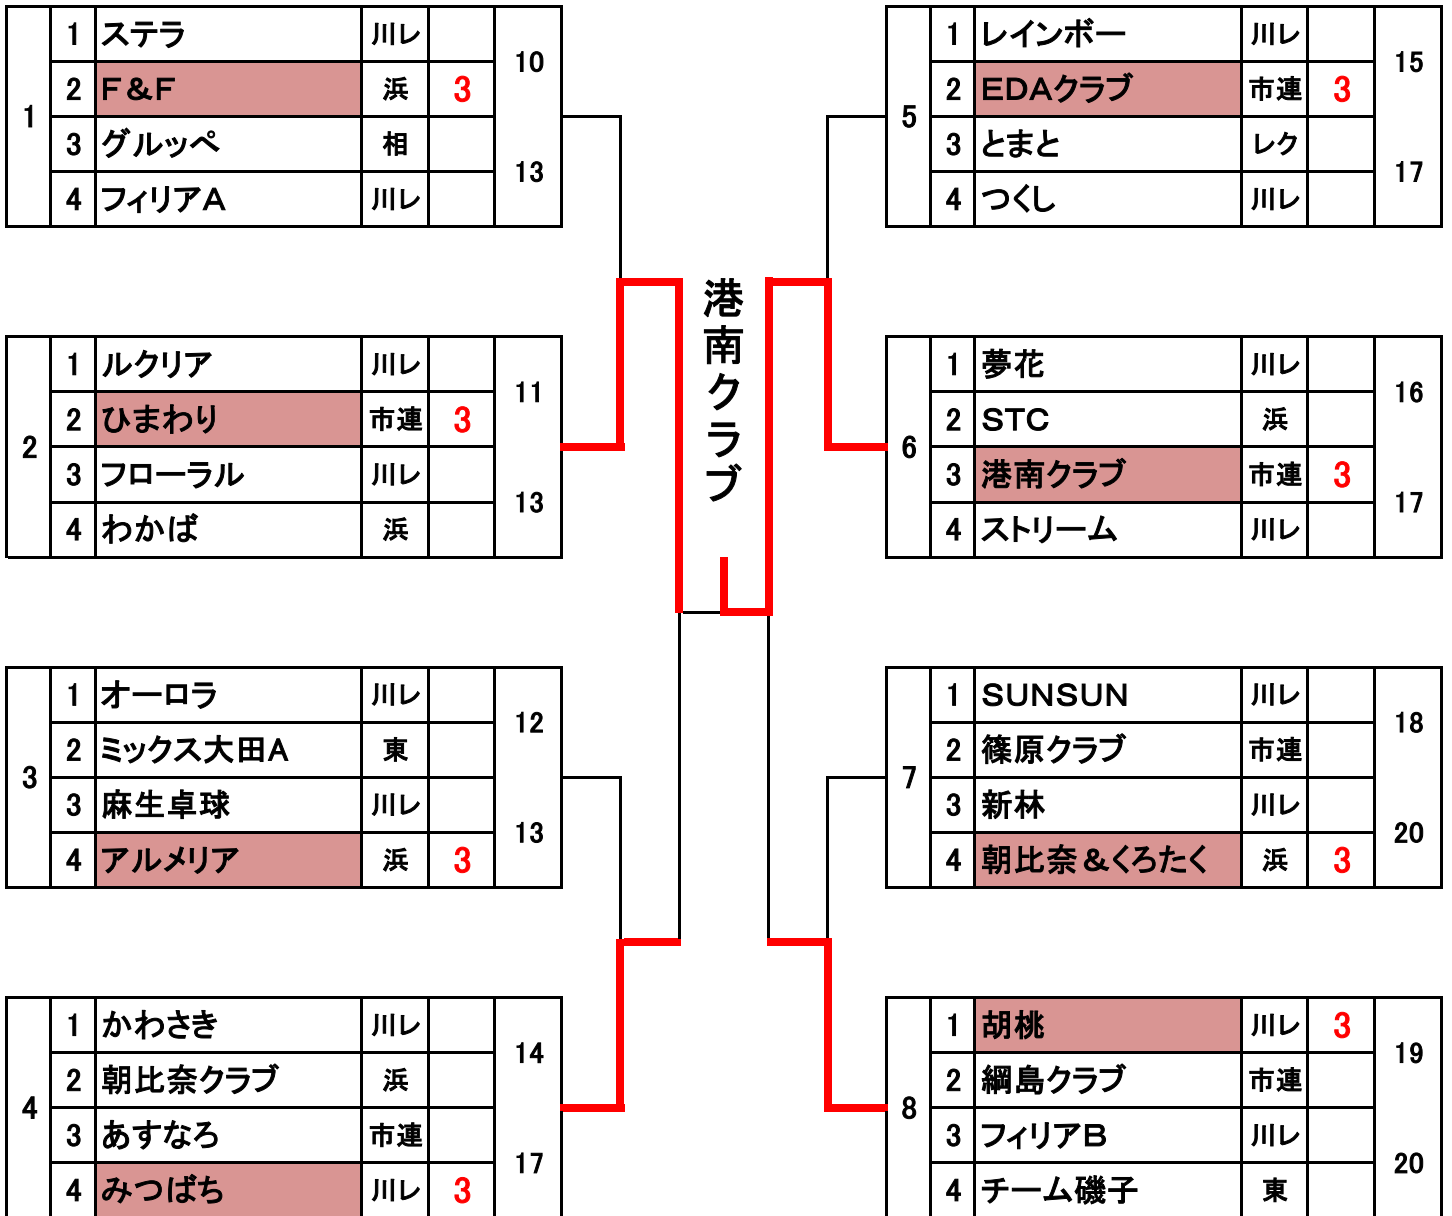 1
1 ステラ 川レ
2 F&F 浜 3
3 グルッペ 相
4 フィリアA 川レ
10
13
2
1 ルクリア 川レ
2 ひまわり 市連 3
3 フローラル 川レ
4 わかば 浜
11
13
3
1 オーロラ 川レ
2 ミックス大田A 東
3 麻生卓球 川レ
4 アルメリア 浜 3
12
13
4
1 かわさき 川レ
2 朝比奈クラブ 浜
3 あすなろ 市連
4 みつばち 川レ 3
14
17
港南クラブ
5
1 レインボー 川レ
2 EDAクラブ 市連 3
3 とまと レク
4 つくし 川レ
15
17
6
1 夢花 川レ
2 STC 浜
3 港南クラブ 市連 3
4 ストリーム 川レ
16
17
7
1 SUNSUN 川レ
2 篠原クラブ 市連
3 新林 川レ
4 朝比奈&くろたく 浜 3
18
20
8
1 胡桃 川レ 3
2 綱島クラブ 市連
3 フィリアB 川レ
4 チーム磯子 東
19
20